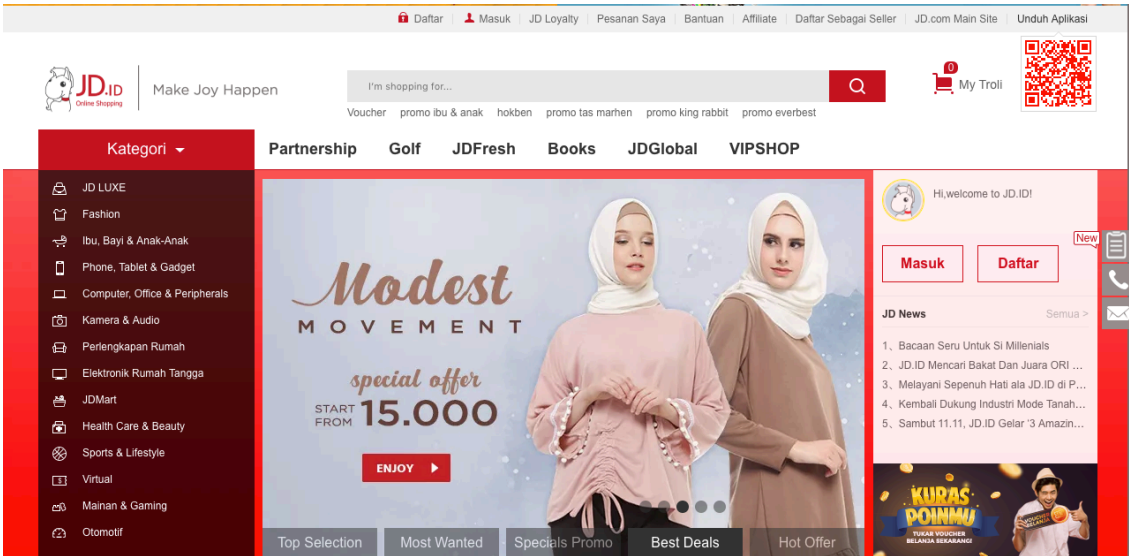 Daftar Masuk JD Loyalty Pesanan Saya Bantuan Affiliate Daftar Sebagai Seller JD.com Main Site Unduh Aplikasi
JD.ID
Online Shopping
Make Joy Happen
I'm shopping for...
0
My Troli
Voucher promo ibu & anak hokben promo tas marhen promo king rabbit promo everbest
Kategori Partnership Golf JDFresh Books JDGlobal VIPSHOP
JD LUXE
Fashion
Ibu, Bayi & Anak-Anak
Phone, Tablet & Gadget
Computer, Office & Peripherals
Kamera & Audio
Perlengkapan Rumah
Elektronik Rumah Tangga
JDMart
Health Care & Beauty
Sports & Lifestyle
Virtual
Mainan & Gaming
Otomotif
Modest
MOVEMENT
special offer
START FROM 15.000
ENJOY
Top Selection Most Wanted Specials Promo Best Deals Hot Offer
Hi,welcome to JD.ID!
New
Masuk Daftar
JD News Semua >
1、Bacaan Seru Untuk Si Millenials
2、JD.ID Mencari Bakat Dan Juara ORI ...
3、Melayani Sepenuh Hati ala JD.ID di P...
4、Kembali Dukung Industri Mode Tanah...
5、Sambut 11.11, JD.ID Gelar '3 Amazin...
KURAS
POINMU
TUKAR VOUCHER
BELANJA SEKARANG!
VOUCHER
BELANJA